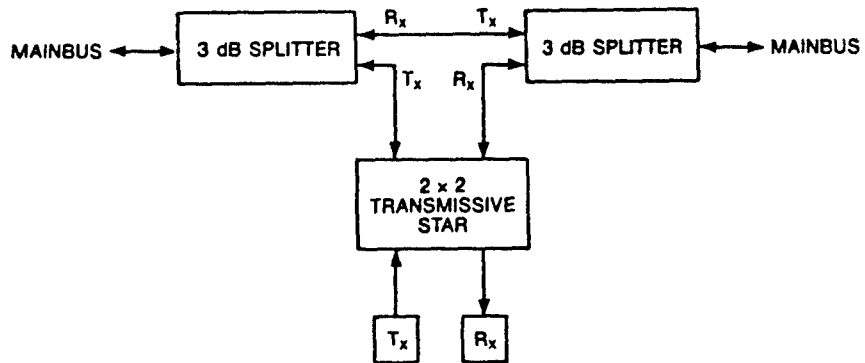 Rx Tx
MAINBUS 3 dB SPLITTER 3 dB SPLITTER MAINBUS
Tx Rx
2 × 2
TRANSMISSIVE
STAR
Tx Rx